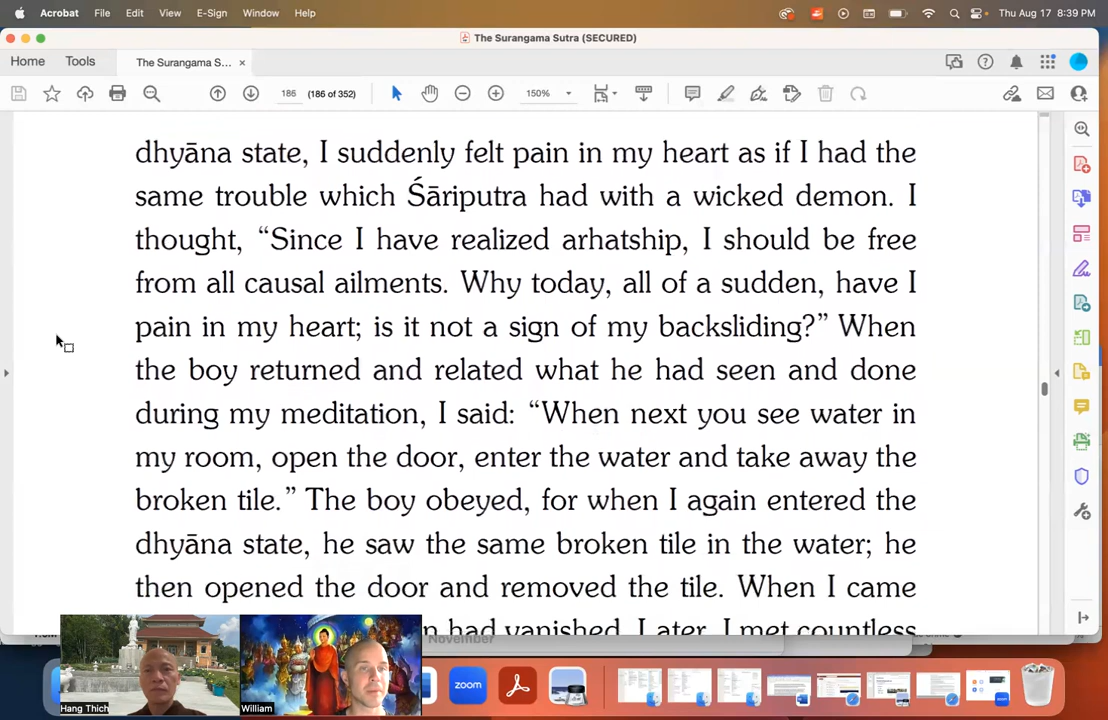 Acrobat File Edit View E-Sign Window Help Thu Aug 17 8:39 PM
The Surangama Sutra (SECURED)
Home Tools The Surangama S... ×
186 (186 of 352) 150%
dhyāna state, I suddenly felt pain in my heart as if I had the
same trouble which Śāriputra had with a wicked demon. I
thought, “Since I have realized arhatship, I should be free
from all causal ailments. Why today, all of a sudden, have I
pain in my heart; is it not a sign of my backsliding?” When
the boy returned and related what he had seen and done
during my meditation, I said: “When next you see water in
my room, open the door, enter the water and take away the
broken tile.” The boy obeyed, for when I again entered the
dhyāna state, he saw the same broken tile in the water; he
then opened the door and removed the tile. When I came
had vanished. Later, I met countless
November
zoom
Hang Thich
William